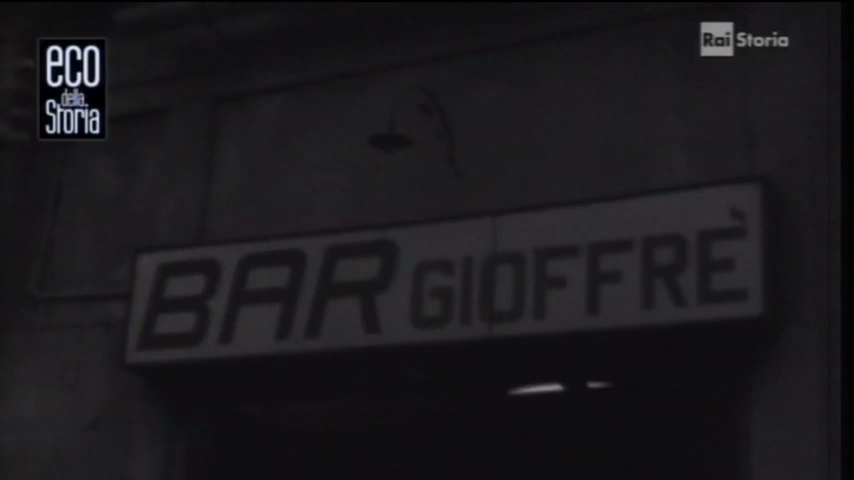 eco
della
Storia
Rai Storia
BAR GIOFFRÈ